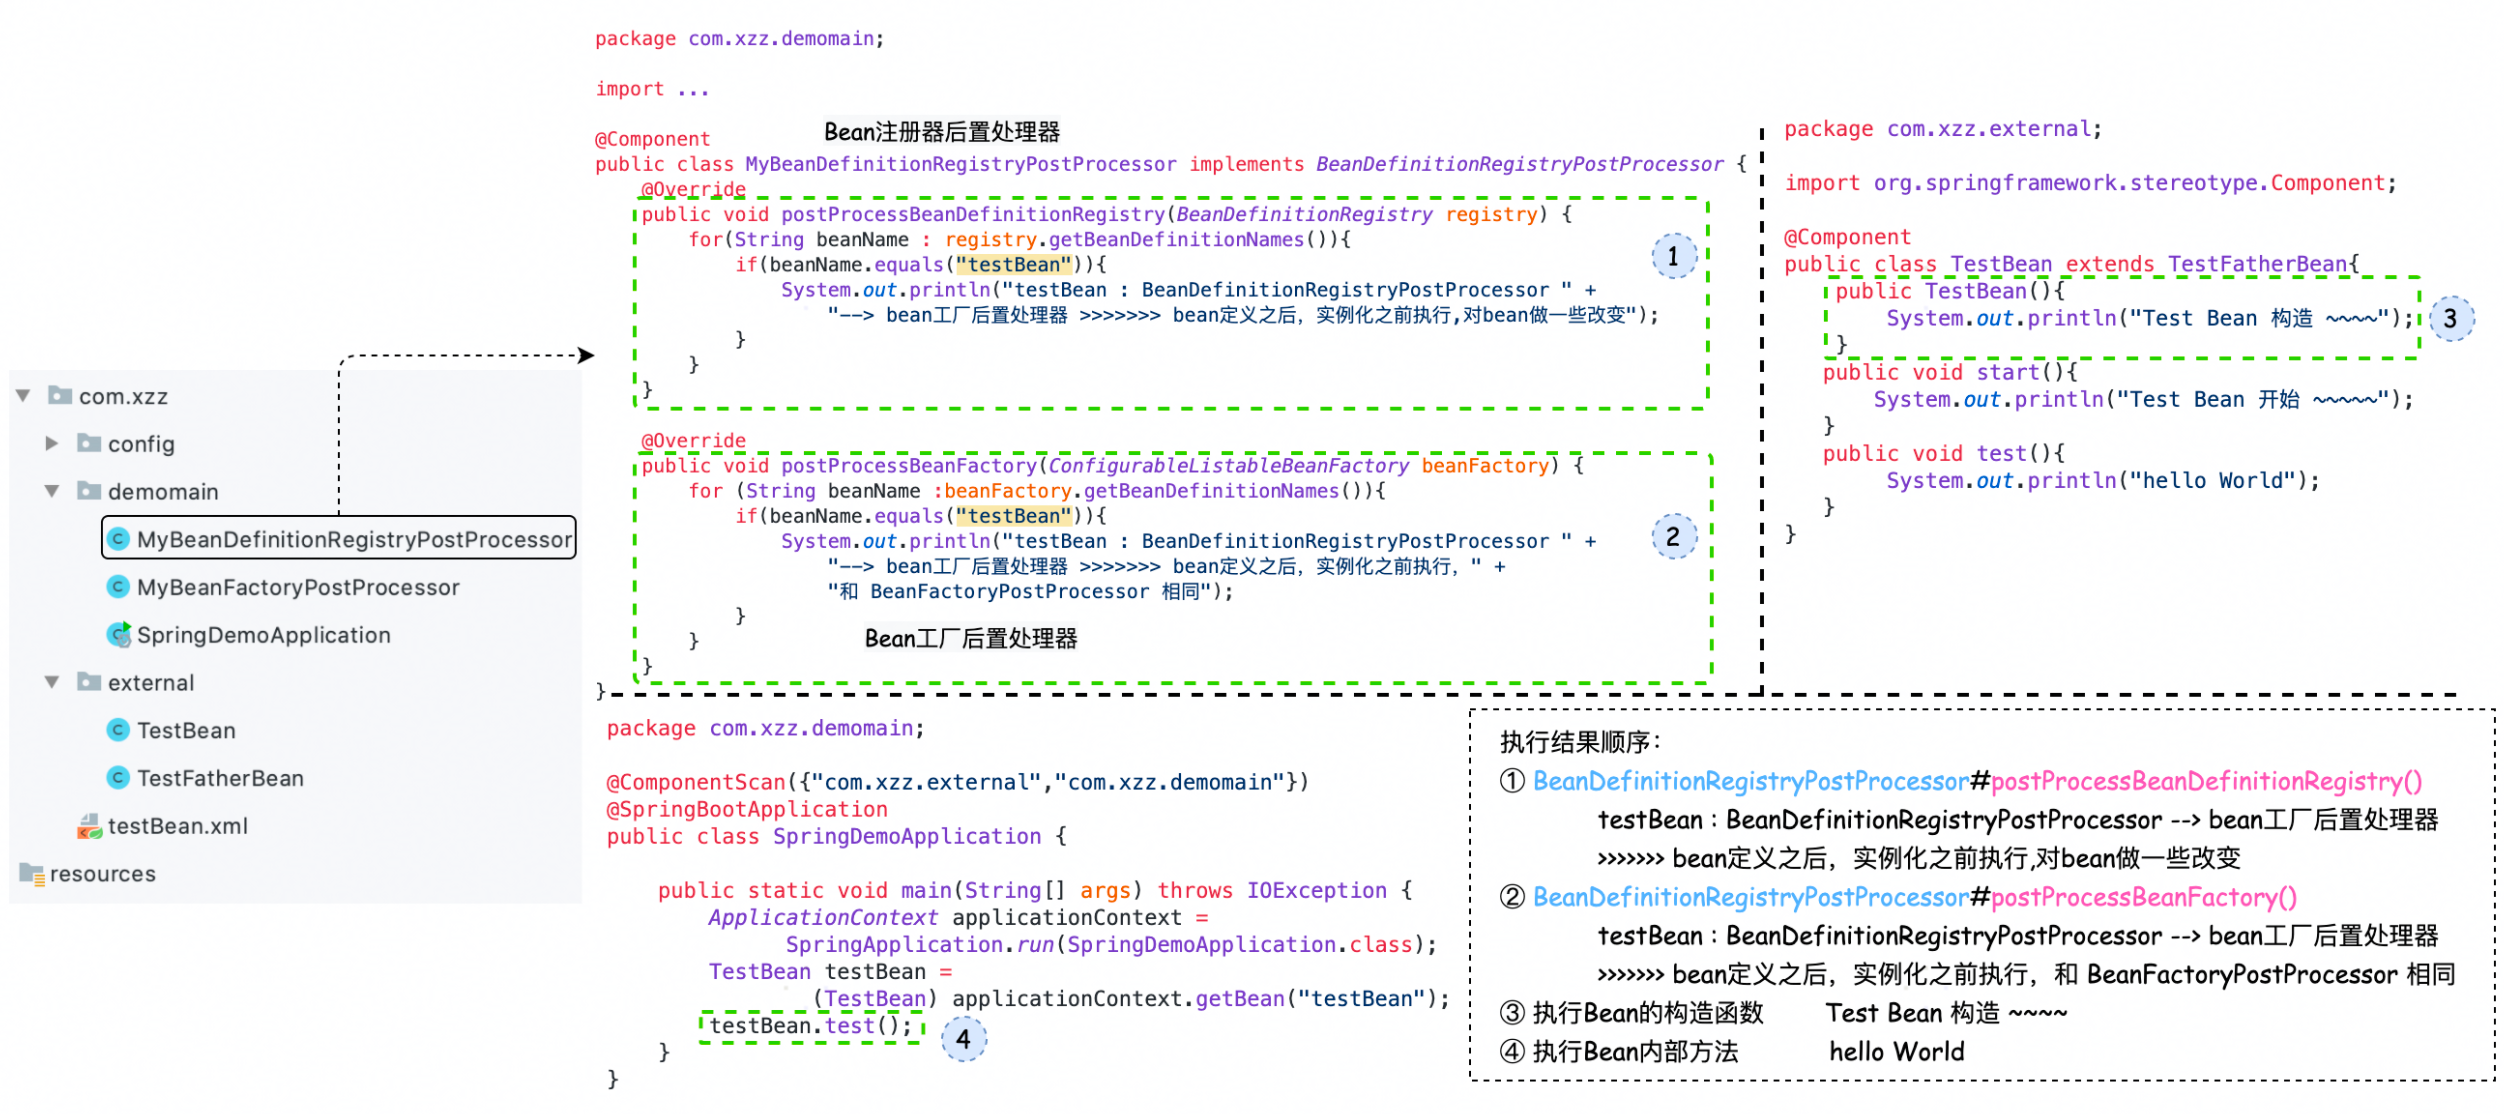 com.xzz
config
demomain
MyBeanDefinitionRegistryPostProcessor
MyBeanFactoryPostProcessor
SpringDemoApplication
external
TestBean
TestFatherBean
testBean.xml
resources
package com.xzz.demomain;
import ...
Bean注册器后置处理器
@Component
public class MyBeanDefinitionRegistryPostProcessor implements BeanDefinitionRegistryPostProcessor {
@Override
public void postProcessBeanDefinitionRegistry(BeanDefinitionRegistry registry) {
for(String beanName : registry.getBeanDefinitionNames()){
if(beanName.equals("testBean")){
System.out.println("testBean : BeanDefinitionRegistryPostProcessor " +
"--> bean工厂后置处理器 >>>>>>> bean定义之后，实例化之前执行,对bean做一些改变");
}
}
}
1
@Override
public void postProcessBeanFactory(ConfigurableListableBeanFactory beanFactory) {
for (String beanName :beanFactory.getBeanDefinitionNames()){
if(beanName.equals("testBean")){
System.out.println("testBean : BeanDefinitionRegistryPostProcessor " +
"--> bean工厂后置处理器 >>>>>>> bean定义之后，实例化之前执行，" +
"和 BeanFactoryPostProcessor 相同");
}
}
Bean工厂后置处理器
}
}
2
package com.xzz.external;
import org.springframework.stereotype.Component;
@Component
public class TestBean extends TestFatherBean{
public TestBean(){
System.out.println("Test Bean 构造 ~~~~");
}
3
public void start(){
System.out.println("Test Bean 开始 ~~~~~");
}
public void test(){
System.out.println("hello World");
}
}
package com.xzz.demomain;
@ComponentScan({"com.xzz.external","com.xzz.demomain"})
@SpringBootApplication
public class SpringDemoApplication {
public static void main(String[] args) throws IOException {
ApplicationContext applicationContext =
SpringApplication.run(SpringDemoApplication.class);
TestBean testBean =
(TestBean) applicationContext.getBean("testBean");
testBean.test();
4
}
}
执行结果顺序：
① BeanDefinitionRegistryPostProcessor#postProcessBeanDefinitionRegistry()
testBean : BeanDefinitionRegistryPostProcessor --> bean工厂后置处理器
>>>>>>> bean定义之后，实例化之前执行,对bean做一些改变
② BeanDefinitionRegistryPostProcessor#postProcessBeanFactory()
testBean : BeanDefinitionRegistryPostProcessor --> bean工厂后置处理器
>>>>>>> bean定义之后，实例化之前执行，和 BeanFactoryPostProcessor 相同
③ 执行Bean的构造函数 Test Bean 构造 ~~~~
④ 执行Bean内部方法 hello World